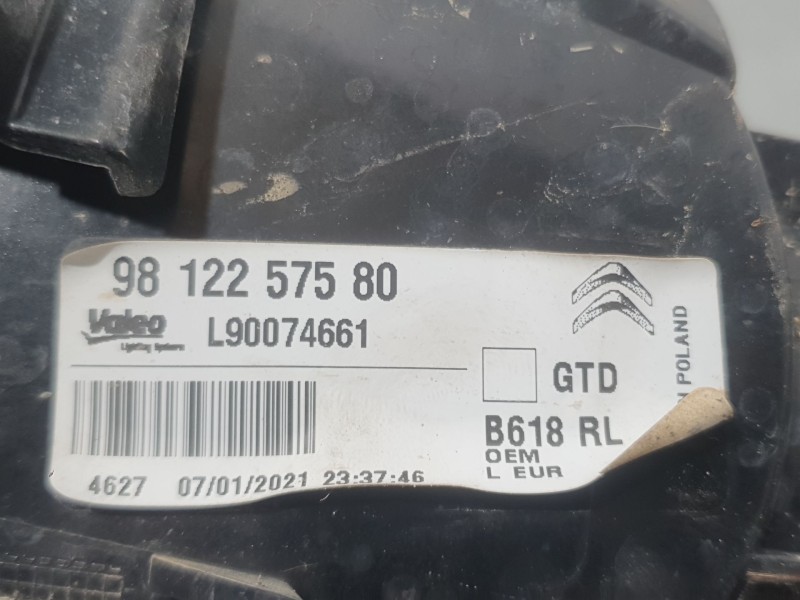 98 122 575 80
Valeo
Lighting Systems
L90074661
GTD
B618 RL
OEM
L EUR
4627 07/01/2021 23:37:46
POLAND